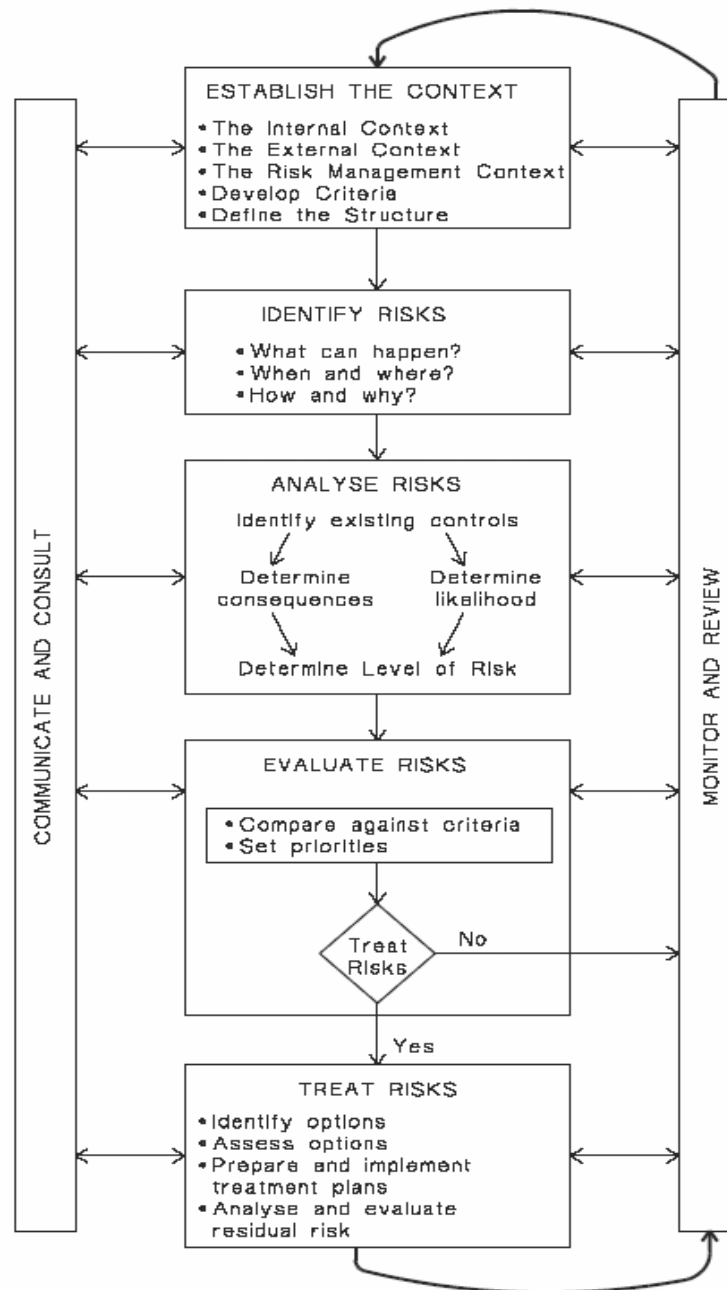 ESTABLISH THE CONTEXT
•The Internal Context
•The External Context
•The Risk Management Context
•Develop Criteria
•Define the Structure
IDENTIFY RISKS
•What can happen?
•When and where?
•How and why?
ANALYSE RISKS
Identify existing controls
Determine consequences
Determine likelihood
Determine Level of Risk
EVALUATE RISKS
•Compare against criteria
•Set priorities
Treat
Risks
No
Yes
TREAT RISKS
•Identify options
•Assess options
•Prepare and implement
treatment plans
•Analyse and evaluate
residual risk
COMMUNICATE AND CONSULT
MONITOR AND REVIEW